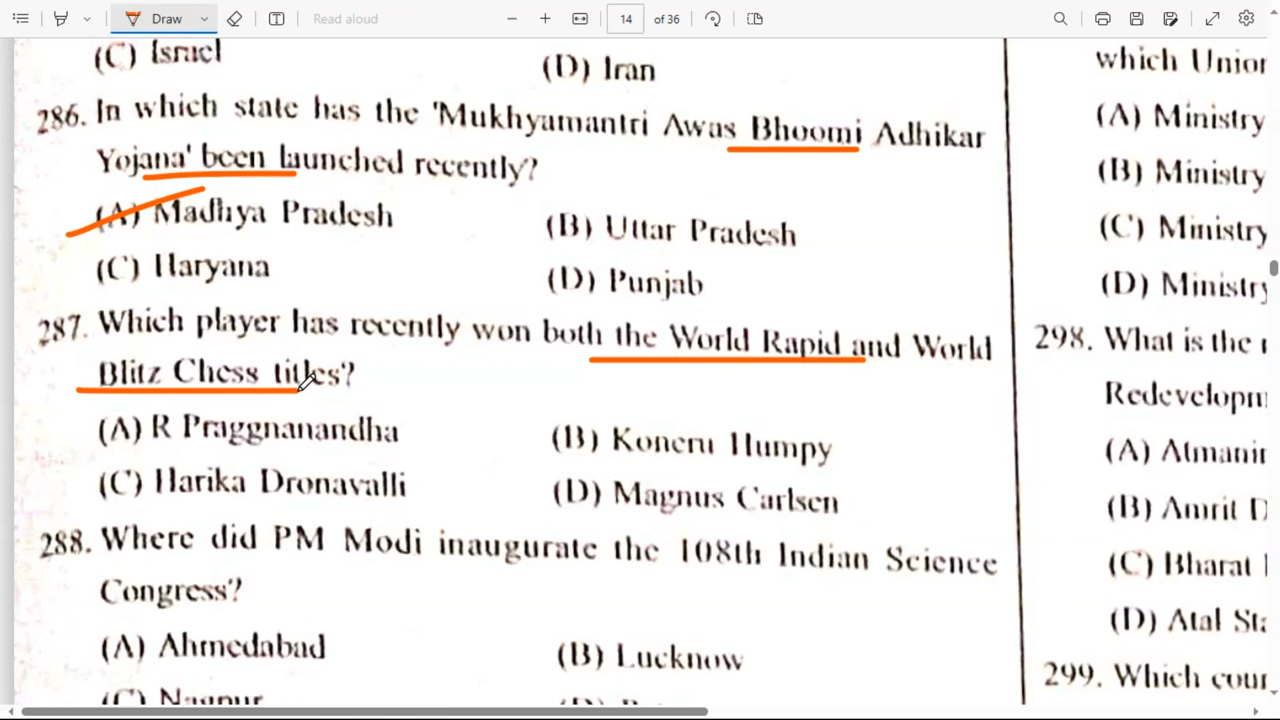 Draw
Read aloud
14 of 36
(C) Israel
(D) Iran
286. In which state has the 'Mukhyamantri Awas Bhoomi Adhikar
Yojana' been launched recently?
(A) Madhya Pradesh
(B) Uttar Pradesh
(C) Haryana
(D) Punjab
287. Which player has recently won both the World Rapid and World
Blitz Chess titles?
(A) R Praggnanandha
(B) Koneru Humpy
(C) Harika Dronavalli
(D) Magnus Carlsen
288. Where did PM Modi inaugurate the 108th Indian Science
Congress?
(A) Ahmedabad
(B) Lucknow
(C) Nagpur
which Union
(A) Ministry
(B) Ministry
(C) Ministry
(D) Ministry
298. What is the
Redevelopm
(A) Atmanir
(B) Amrit
(C) Bharat
(D) Atal
299. Which cour